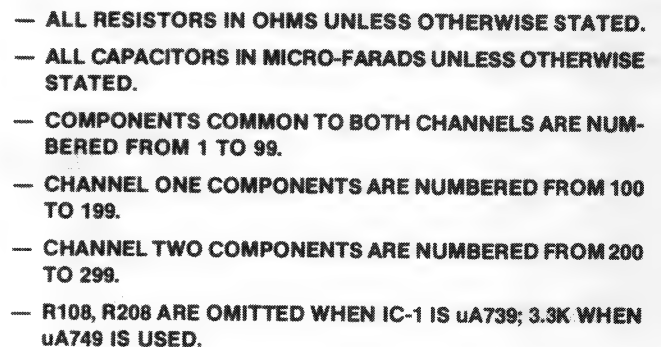 — ALL RESISTORS IN OHMS UNLESS OTHERWISE STATED.
— ALL CAPACITORS IN MICRO-FARADS UNLESS OTHERWISE
STATED.
— COMPONENTS COMMON TO BOTH CHANNELS ARE NUM-
BERED FROM 1 TO 99.
— CHANNEL ONE COMPONENTS ARE NUMBERED FROM 100
TO 199.
— CHANNEL TWO COMPONENTS ARE NUMBERED FROM 200
TO 299.
— R108, R208 ARE OMITTED WHEN IC-1 IS uA739; 3.3K WHEN
uA749 IS USED.